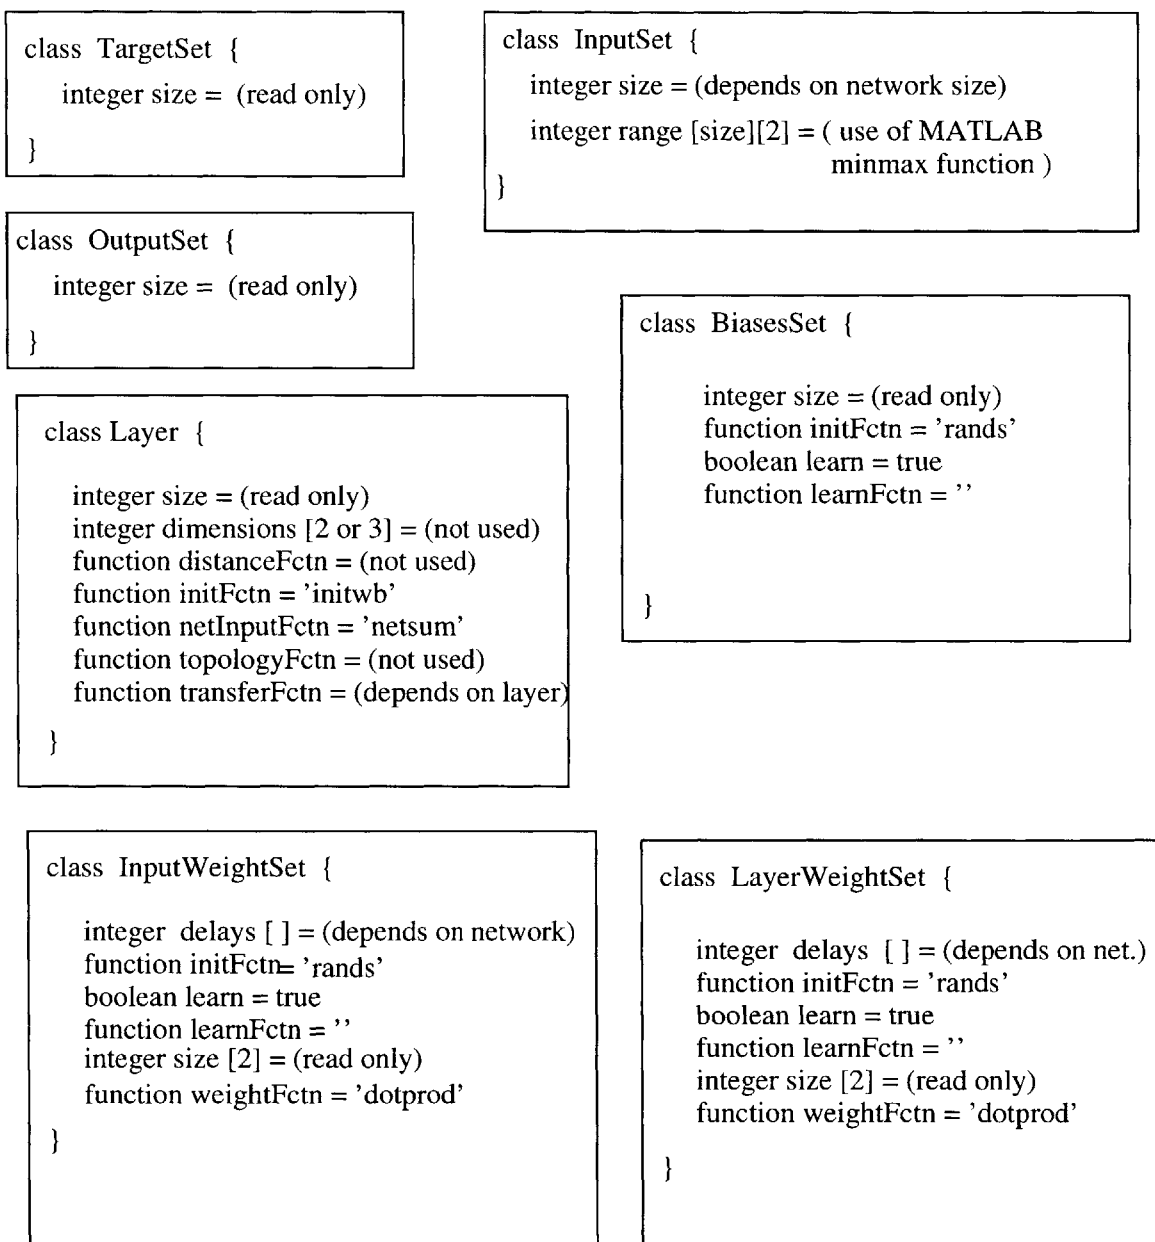 class TargetSet {
integer size = (read only)
}
class InputSet {
integer size = (depends on network size)
integer range [size][2] = ( use of MATLAB
minmax function )
}
class OutputSet {
integer size = (read only)
}
class BiasesSet {
integer size = (read only)
function initFctn = 'rands'
boolean learn = true
function learnFctn = ''
}
class Layer {
integer size = (read only)
integer dimensions [2 or 3] = (not used)
function distanceFctn = (not used)
function initFctn = 'initwb'
function netInputFctn = 'netsum'
function topologyFctn = (not used)
function transferFctn = (depends on layer)
}
class InputWeightSet {
integer delays [ ] = (depends on network)
function initFctn= 'rands'
boolean learn = true
function learnFctn = ''
integer size [2] = (read only)
function weightFctn = 'dotprod'
}
class LayerWeightSet {
integer delays [ ] = (depends on net.)
function initFctn = 'rands'
boolean learn = true
function learnFctn = ''
integer size [2] = (read only)
function weightFctn = 'dotprod'
}